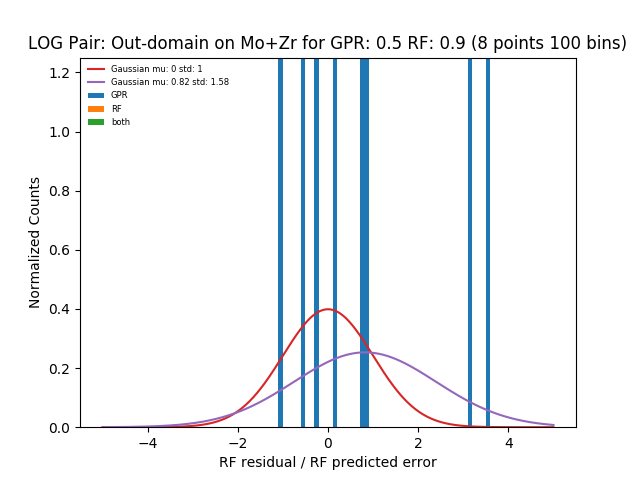 LOG Pair: Out-domain on Mo+Zr for GPR: 0.5 RF: 0.9 (8 points 100 bins)
Gaussian mu: 0 std: 1
Gaussian mu: 0.82 std: 1.58
GPR
RF
both
Normalized Counts
1.2
1.0
0.8
0.6
0.4
0.2
0.0
−4
−2
0
2
4
RF residual / RF predicted error